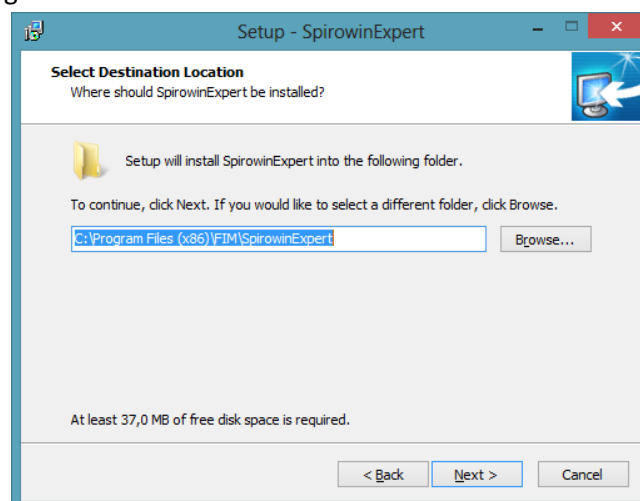 Setup - SpirowinExpert
Select Destination Location
Where should SpirowinExpert be installed?
Setup will install SpirowinExpert into the following folder.
To continue, click Next. If you would like to select a different folder, click Browse.
C:\Program Files (x86)\FIM\SpirowinExpert
Browse...
At least 37,0 MB of free disk space is required.
< Back
Next >
Cancel